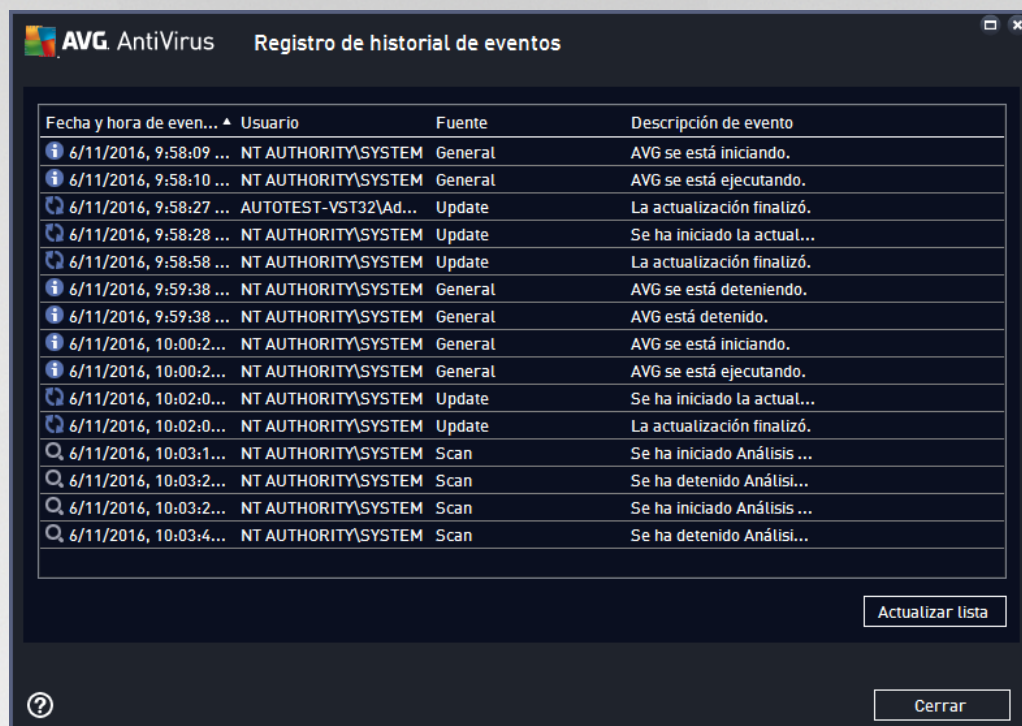 AVG AntiVirus Registro de historial de eventos
Fecha y hora de even... Usuario Fuente Descripción de evento
6/11/2016, 9:58:09 ... NT AUTHORITY\SYSTEM General AVG se está iniciando.
6/11/2016, 9:58:10 ... NT AUTHORITY\SYSTEM General AVG se está ejecutando.
6/11/2016, 9:58:27 ... AUTOTEST-VST32\Ad... Update La actualización finalizó.
6/11/2016, 9:58:28 ... NT AUTHORITY\SYSTEM Update Se ha iniciado la actual...
6/11/2016, 9:58:58 ... NT AUTHORITY\SYSTEM Update La actualización finalizó.
6/11/2016, 9:59:38 ... NT AUTHORITY\SYSTEM General AVG se está deteniendo.
6/11/2016, 9:59:38 ... NT AUTHORITY\SYSTEM General AVG está detenido.
6/11/2016, 10:00:2... NT AUTHORITY\SYSTEM General AVG se está iniciando.
6/11/2016, 10:00:2... NT AUTHORITY\SYSTEM General AVG se está ejecutando.
6/11/2016, 10:02:0... NT AUTHORITY\SYSTEM Update Se ha iniciado la actual...
6/11/2016, 10:02:0... NT AUTHORITY\SYSTEM Update La actualización finalizó.
6/11/2016, 10:03:1... NT AUTHORITY\SYSTEM Scan Se ha iniciado Análisis ...
6/11/2016, 10:03:2... NT AUTHORITY\SYSTEM Scan Se ha detenido Análisi...
6/11/2016, 10:03:2... NT AUTHORITY\SYSTEM Scan Se ha iniciado Análisis ...
6/11/2016, 10:03:4... NT AUTHORITY\SYSTEM Scan Se ha detenido Análisi...
Actualizar lista
Cerrar